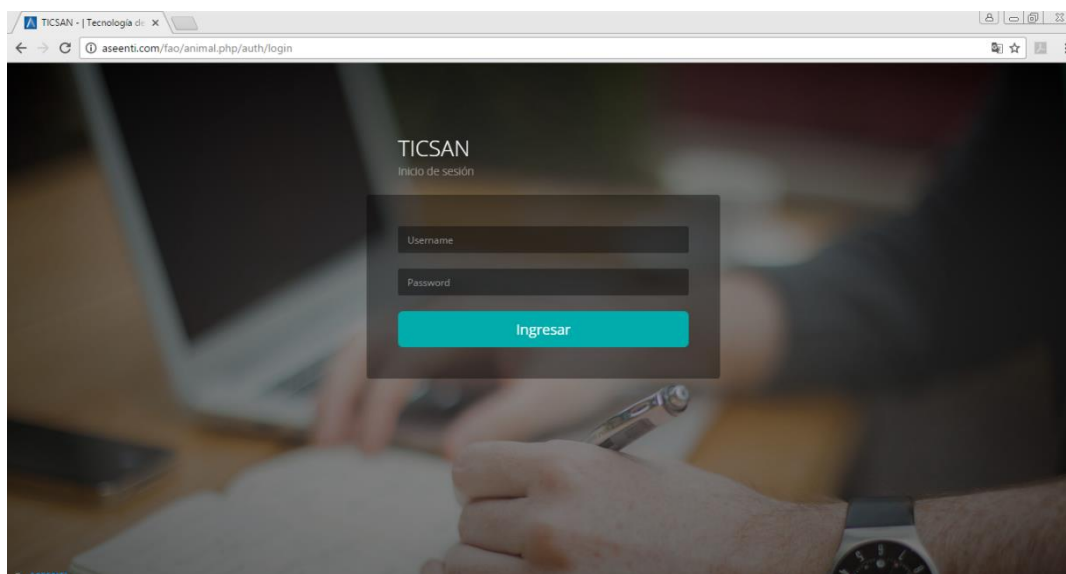 TICSAN - | Tecnología de
aseenti.com/fao/animal.php/auth/login
TICSAN
Inicio de sesión
Username
Password
Ingresar